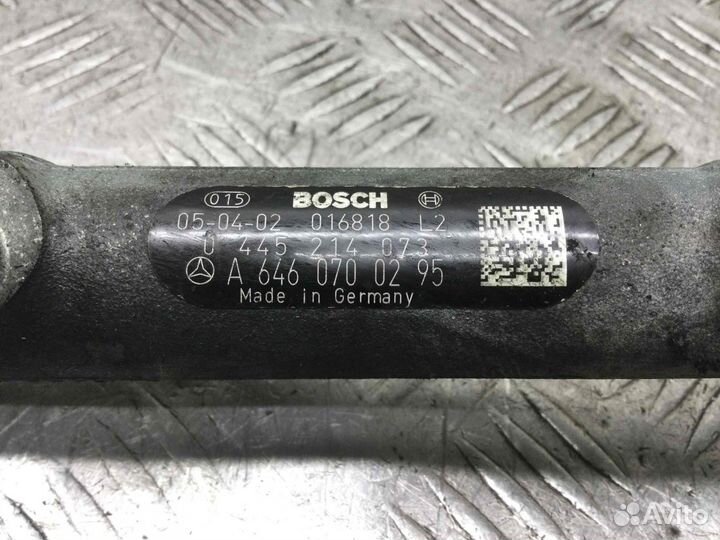 015 BOSCH
05-04-02 016818 L2
0 445 214 073
A 646 070 02 95
Made in Germany
Avito